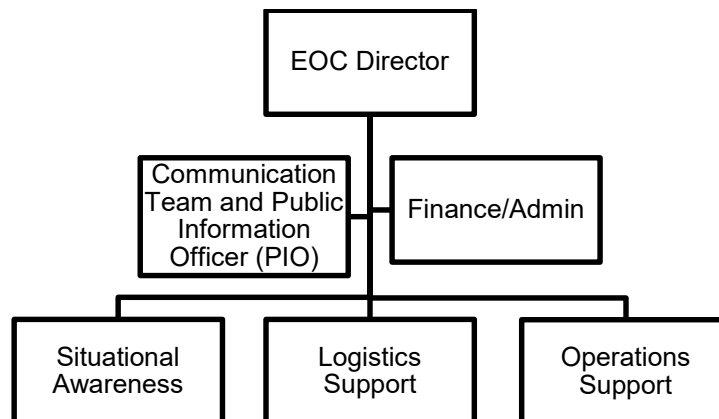 EOC Director
Communication
Team and Public
Information
Officer (PIO)
Finance/Admin
Situational
Awareness
Logistics
Support
Operations
Support